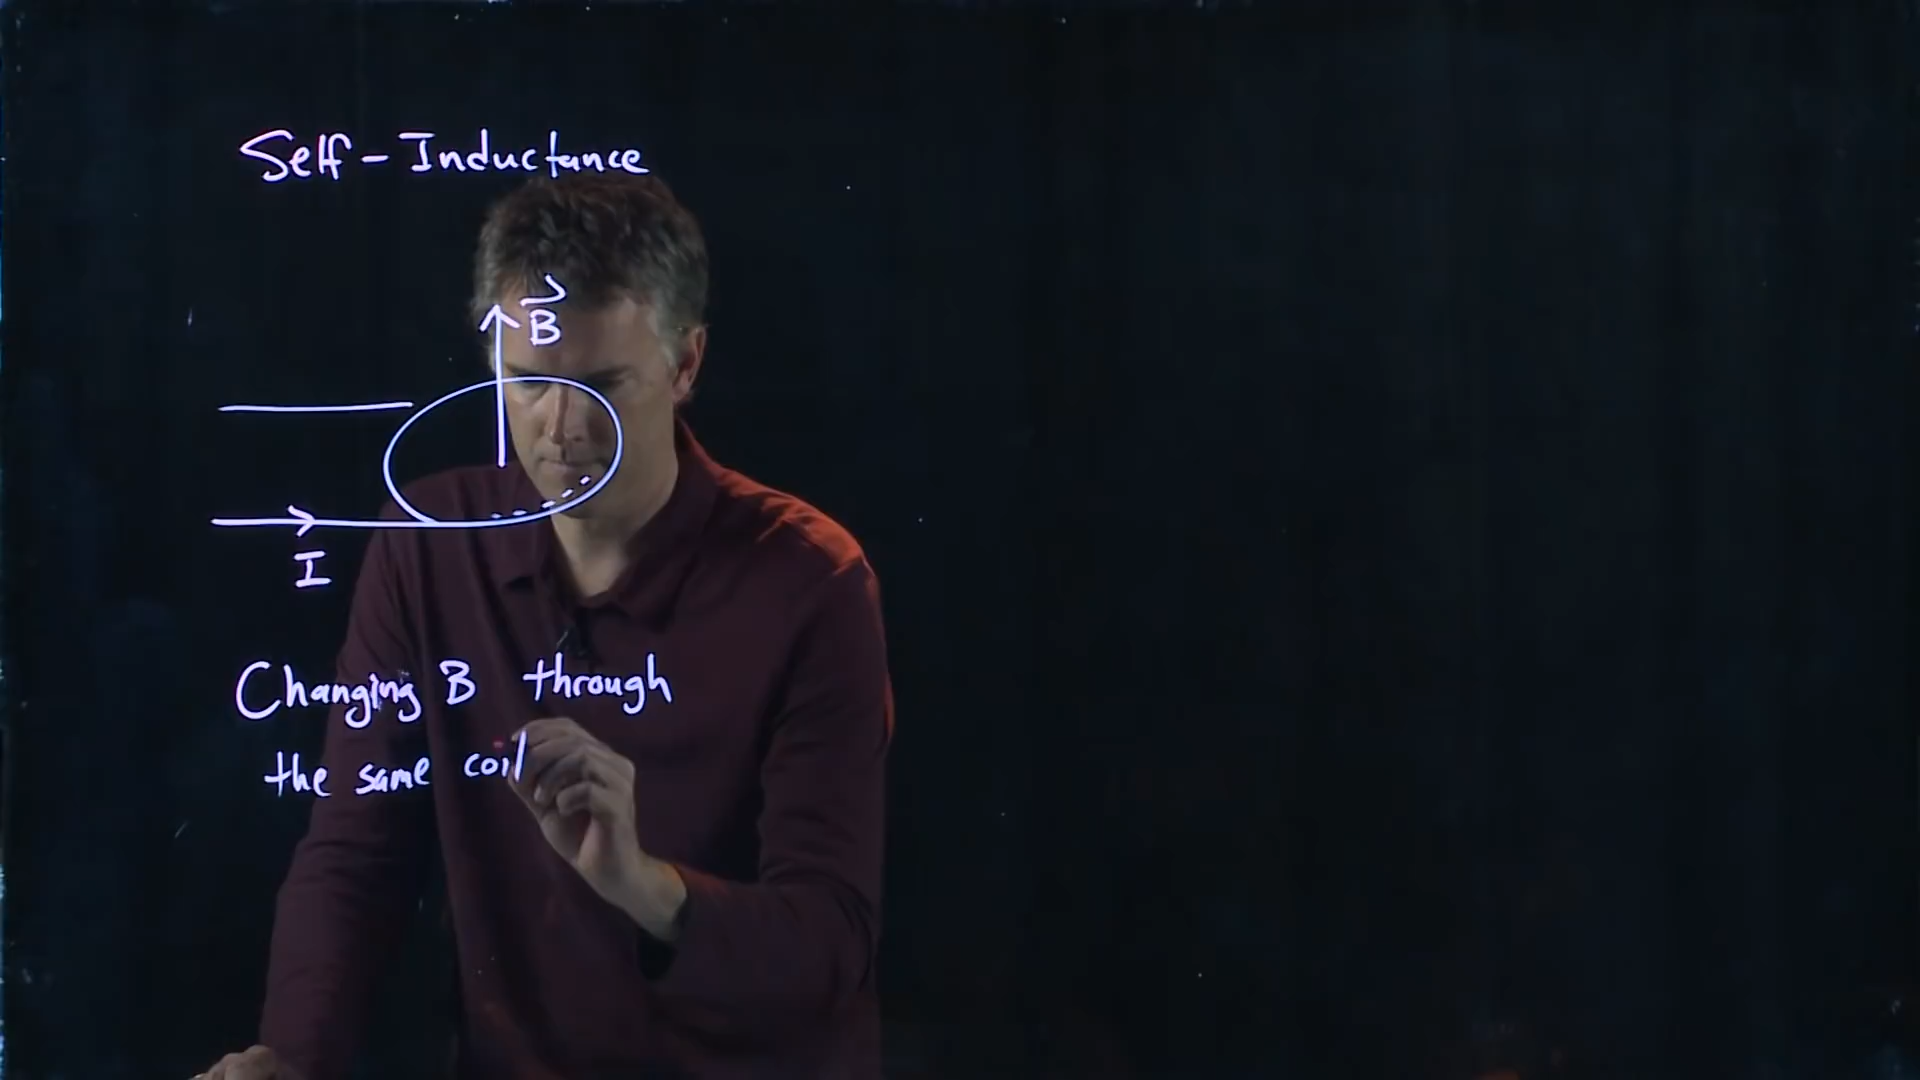 Self-Inductance
B
I
Changing B through
the same coil